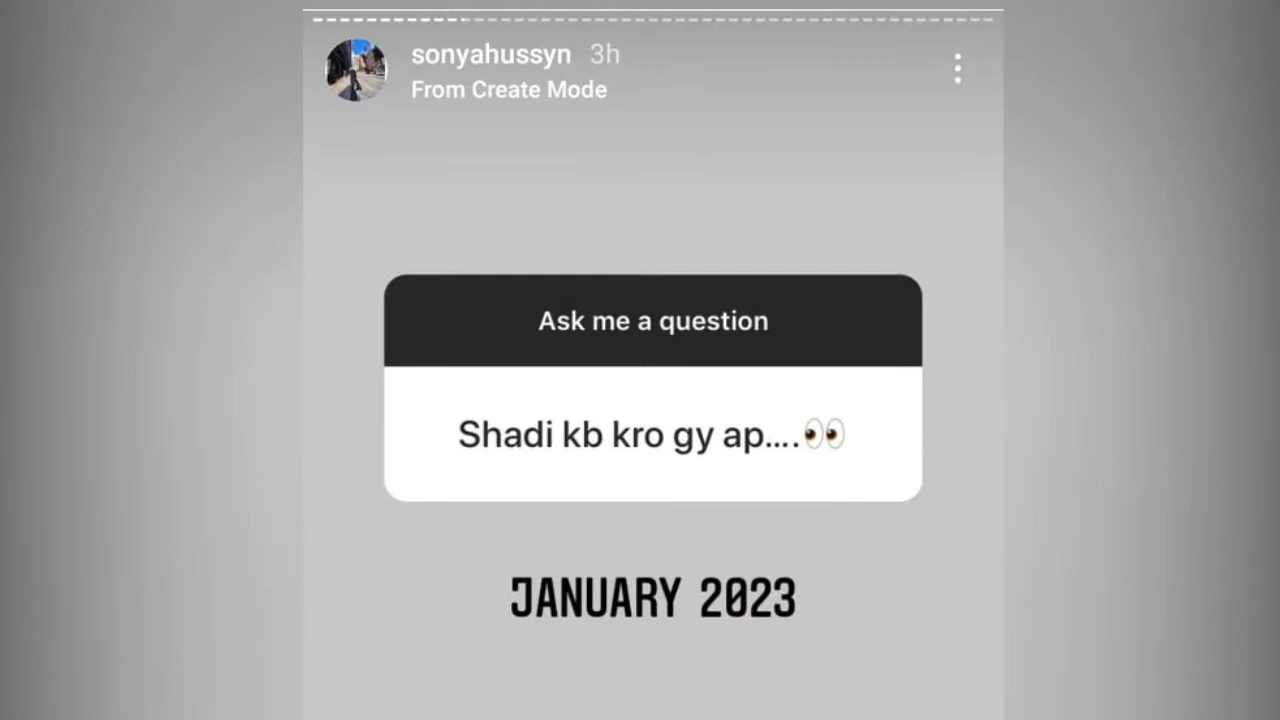 sonyahussyn 3h
From Create Mode
Ask me a question
Shadi kb kro gy ap....👀
JANUARY 2023